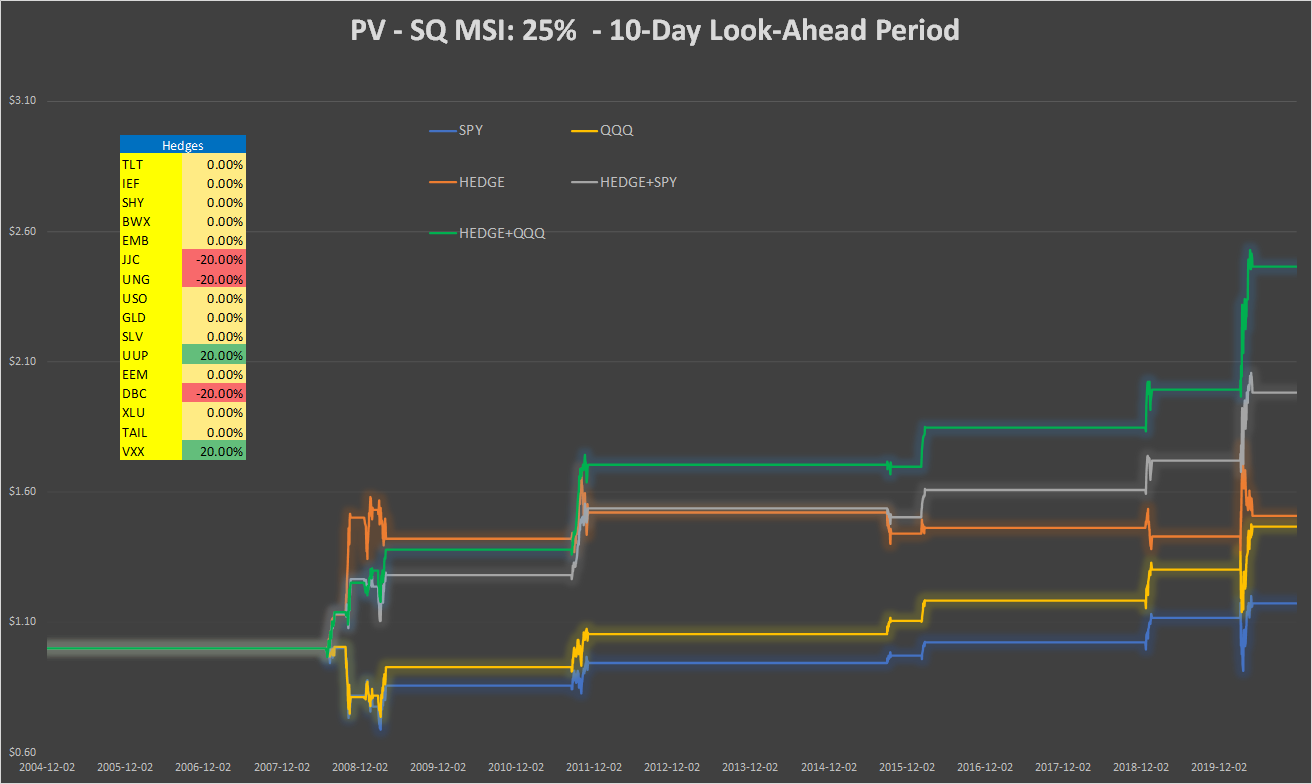 PV - SQ MSI: 25%  - 10-Day Look-Ahead Period
$3.10
SPY QQQ
Hedges
TLT 0.00%
IEF 0.00%
HEDGE HEDGE+SPY
SHY 0.00%
BWX 0.00%
$2.60
HEDGE+QQQ
EMB 0.00%
JJC -20.00%
UNG -20.00%
USO 0.00%
GLD 0.00%
SLV 0.00%
UUP 20.00%
$2.10
EEM 0.00%
DBC -20.00%
XLU 0.00%
TAIL 0.00%
VXX 20.00%
$1.60
$1.10
$0.60
2004-12-02 2005-12-02 2006-12-02 2007-12-02 2008-12-02 2009-12-02 2010-12-02 2011-12-02 2012-12-02 2013-12-02 2014-12-02 2015-12-02 2016-12-02 2017-12-02 2018-12-02 2019-12-02